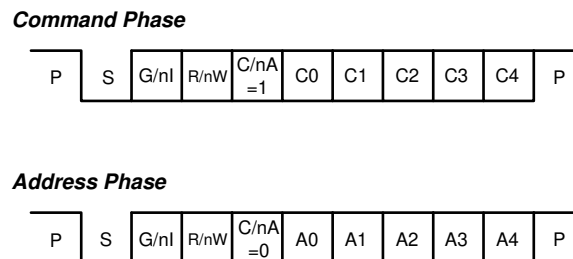 Command Phase
P S G/nI R/nW C/nA =1 C0 C1 C2 C3 C4 P
Address Phase
P S G/nI R/nW C/nA =0 A0 A1 A2 A3 A4 P